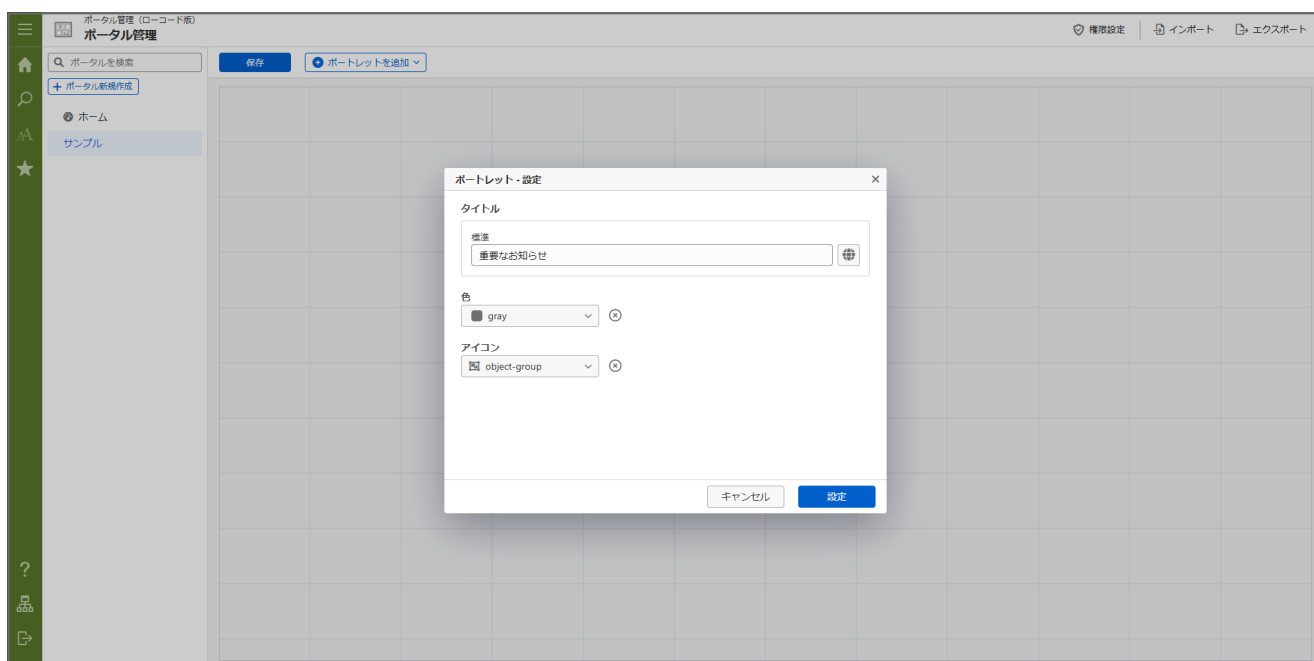 ポータル管理（ローコード版）
ポータル管理
権限設定
インポート
エクスポート
ポータルを検索
保存
ポートレットを追加
ポータル新規作成
ホーム
サンプル
ポートレット - 設定
タイトル
標準
重要なお知らせ
色
gray
アイコン
object-group
キャンセル
設定